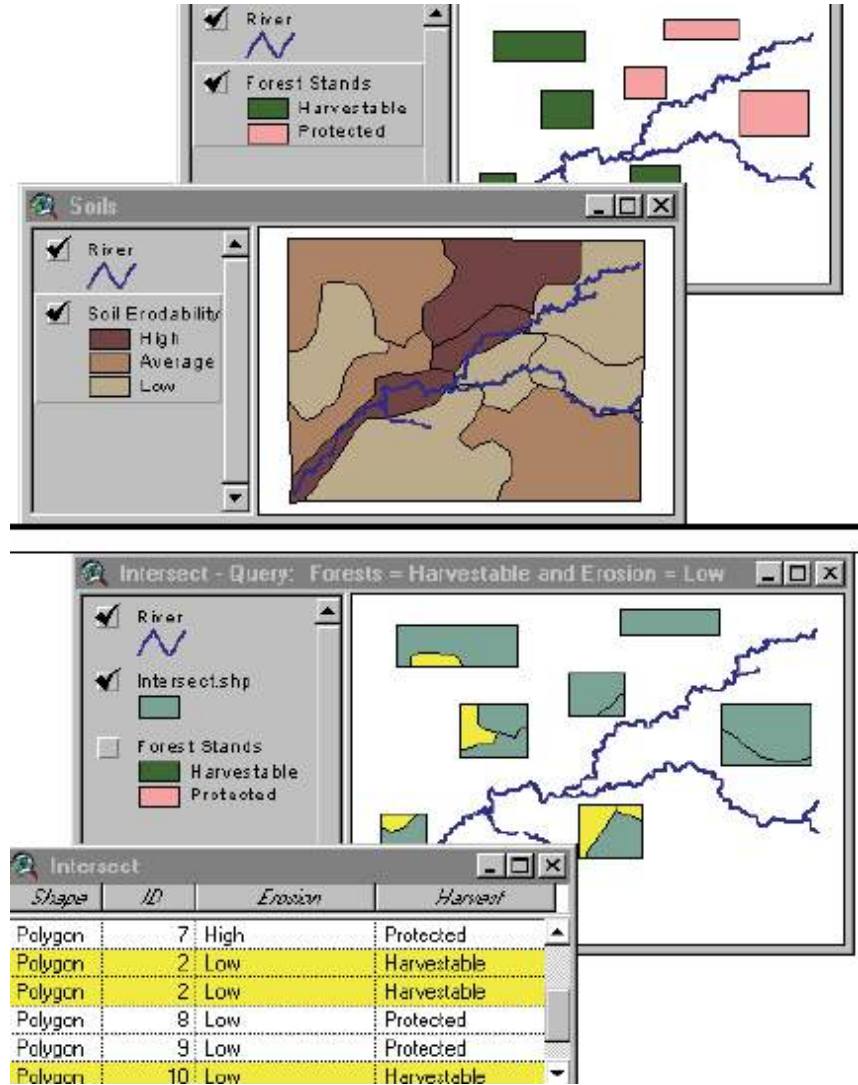 River
Forest Stands
Harvestable
Protected
Soils
River
Soil Erodability
High
Average
Low
Intersect - Query: Forests = Harvestable and Erosion = Low
River
Intersect.shp
Forest Stands
Harvestable
Protected
Intersect
Shape ID Erosion Harvest
Polygon 7 High Protected
Polygon 2 Low Harvestable
Polygon 2 Low Harvestable
Polygon 8 Low Protected
Polygon 9 Low Protected
Polygon 10 Low Harvestable